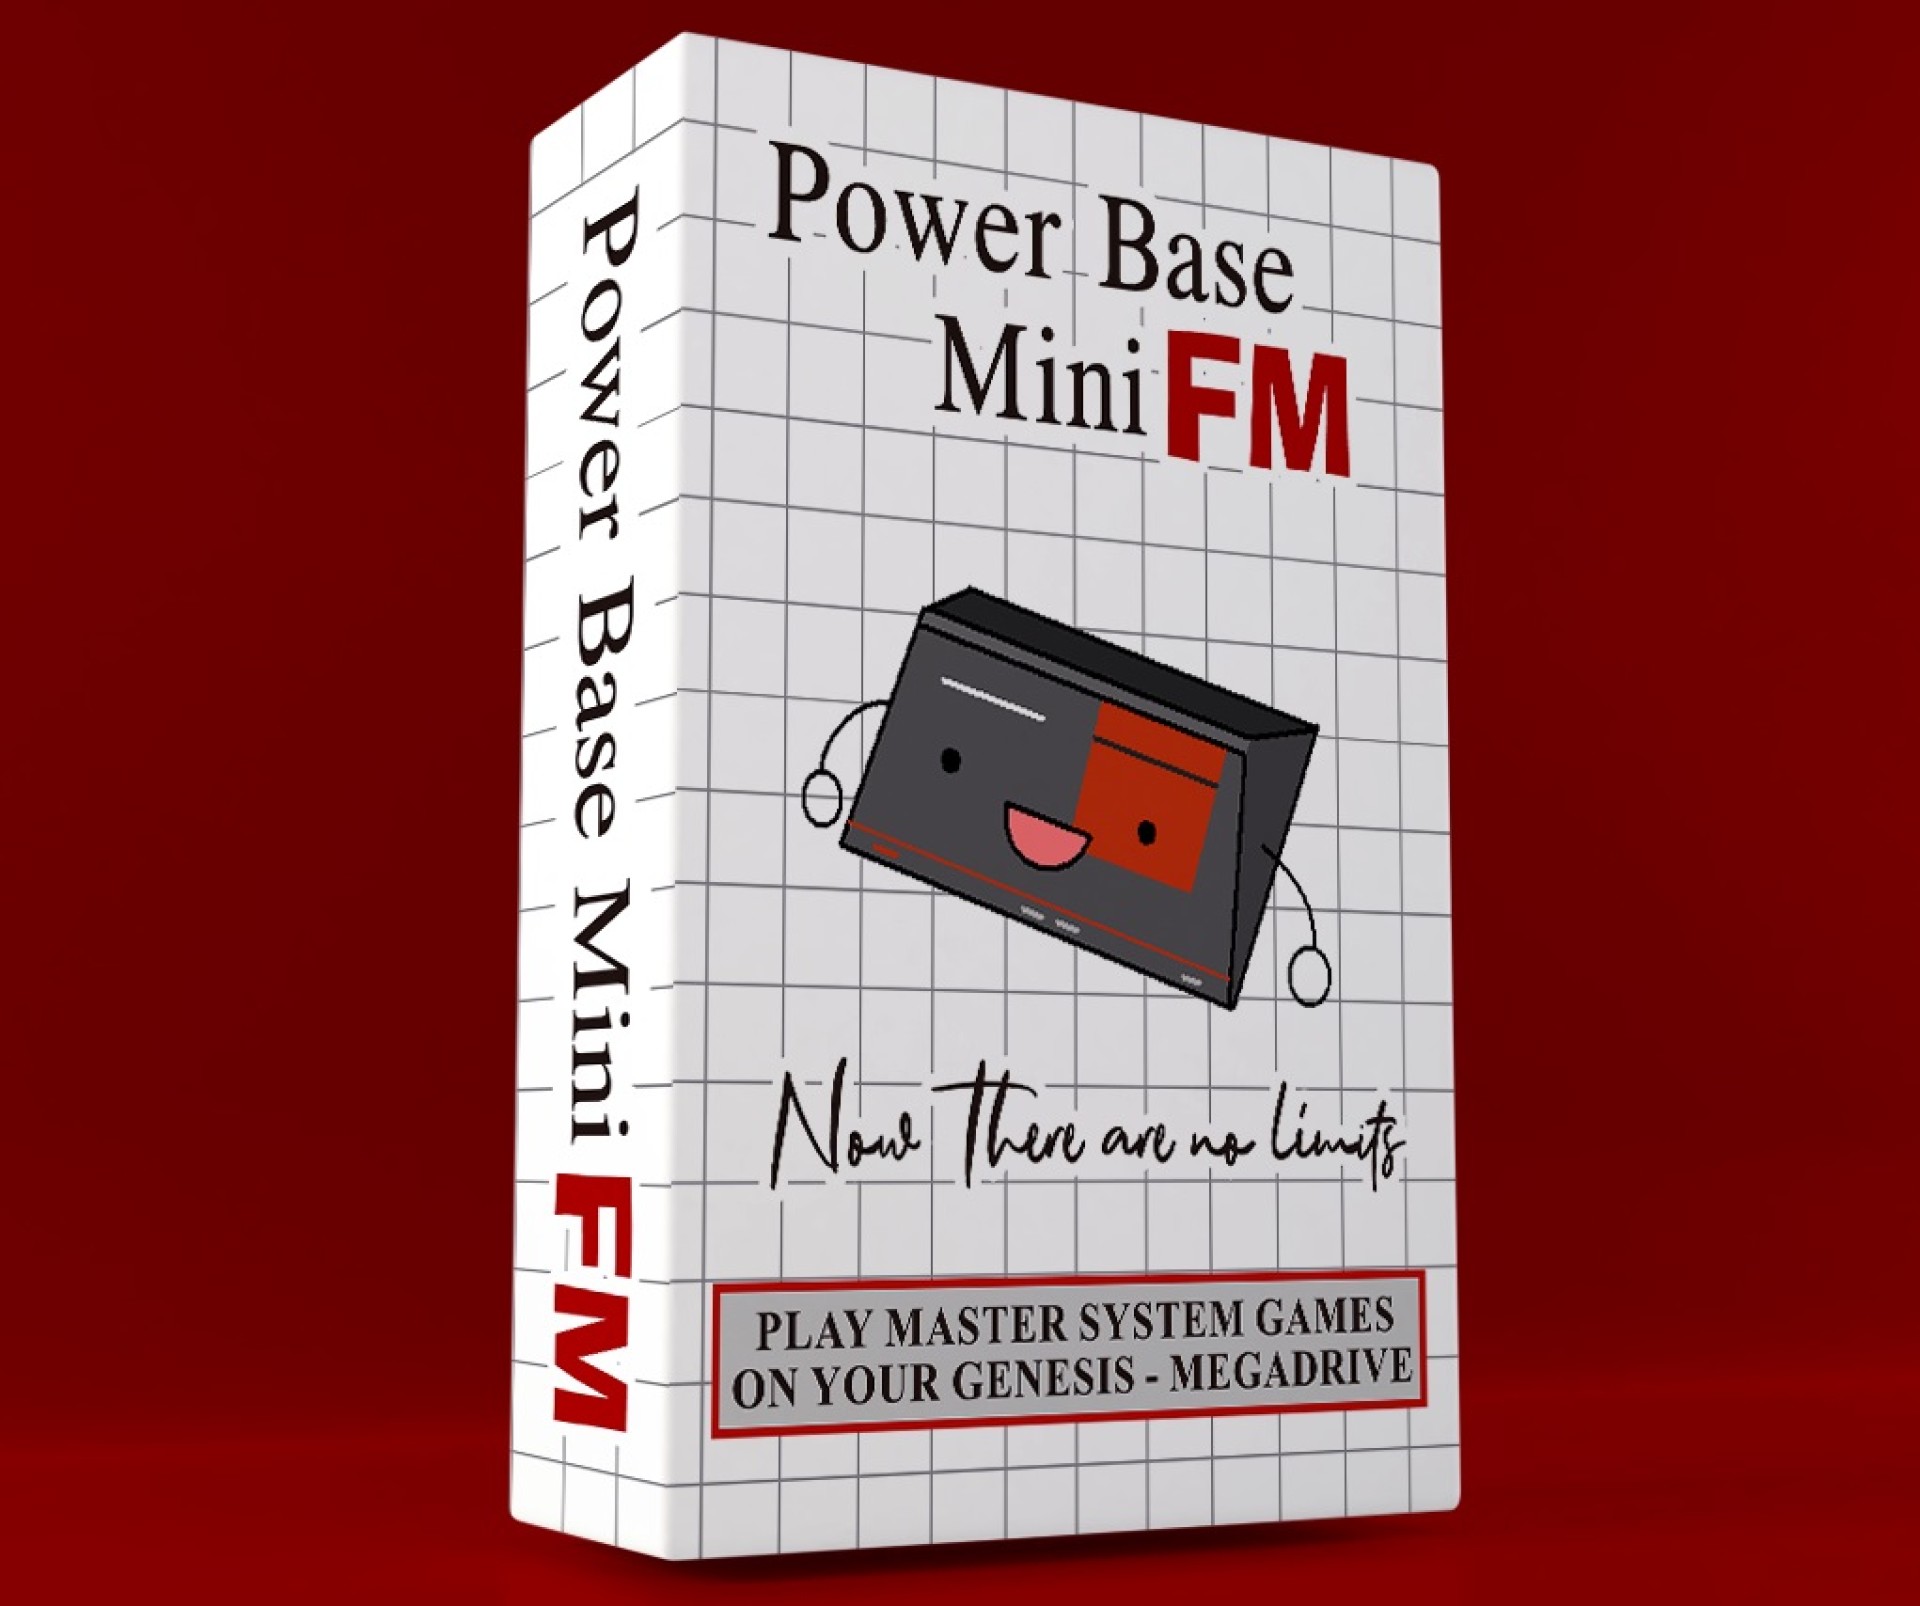 Power Base Mini FM
Power Base
Mini FM
Now There are no limits
PLAY MASTER SYSTEM GAMES
ON YOUR GENESIS - MEGADRIVE